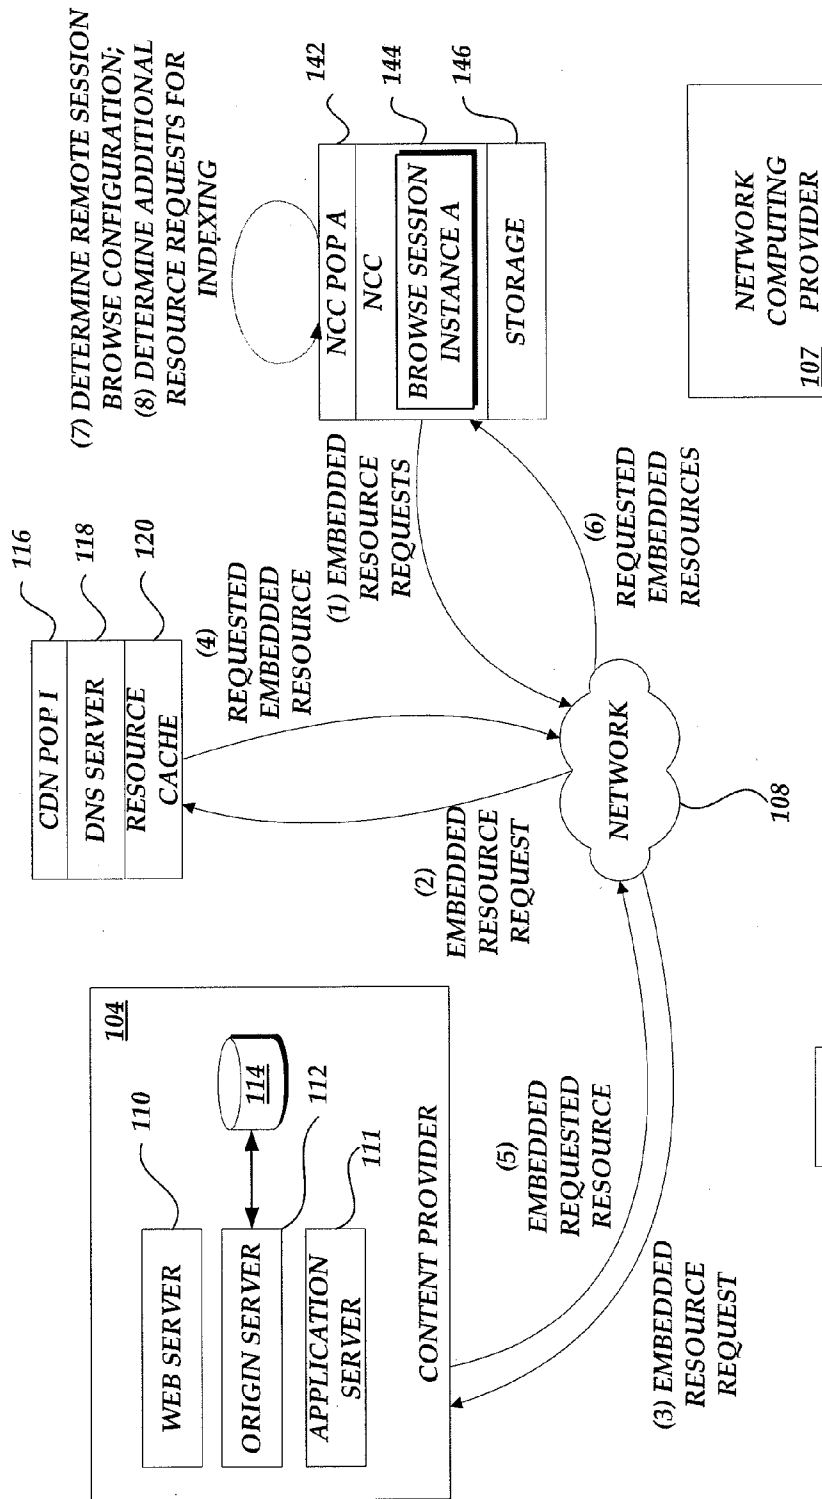 104
WEB SERVER
110
ORIGIN SERVER
114
112
APPLICATION
SERVER
111
CONTENT PROVIDER
CDN POP I
116
DNS SERVER
118
RESOURCE
CACHE
120
(7) DETERMINE REMOTE SESSION
BROWSE CONFIGURATION;
(8) DETERMINE ADDITIONAL
RESOURCE REQUESTS FOR
INDEXING
NCC POP A
142
NCC
144
BROWSE SESSION
INSTANCE A
STORAGE
146
(4)
REQUESTED
EMBEDDED
RESOURCE
(1) EMBEDDED
RESOURCE
REQUESTS
(2)
EMBEDDED
RESOURCE
REQUEST
(6)
REQUESTED
EMBEDDED
RESOURCES
NETWORK
108
(5)
EMBEDDED
REQUESTED
RESOURCE
(3) EMBEDDED
RESOURCE
REQUEST
NETWORK
COMPUTING
PROVIDER
107